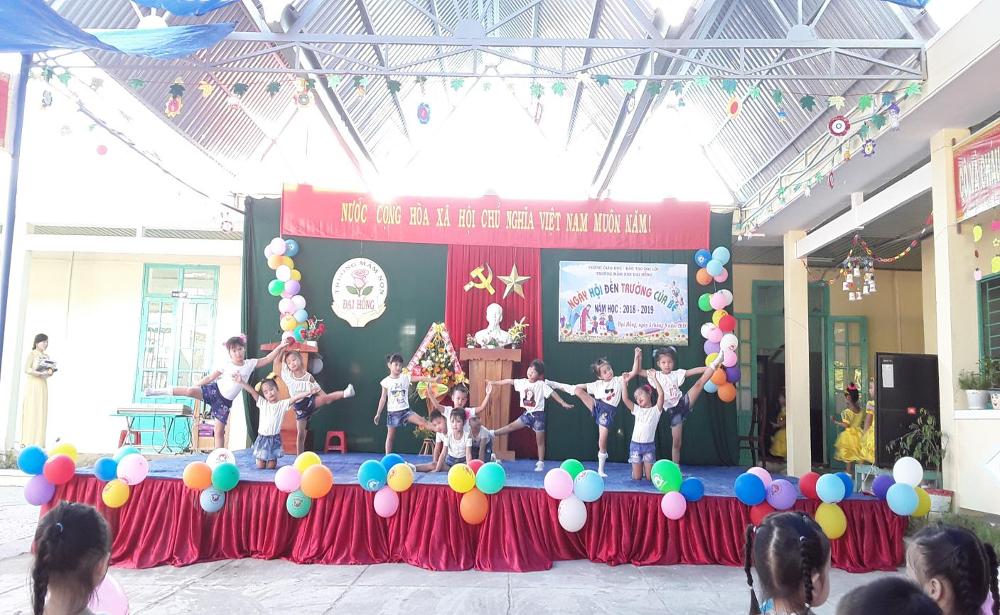 NƯỚC CỘNG HÒA XÃ HỘI CHỦ NGHĨA VIỆT NAM MUÔN NĂM!
TRƯỜNG MẦM NON
ĐẠI HỒNG
PHÒNG GIÁO DỤC - ĐÀO TẠO ĐẠI LỘC
TRƯỜNG MẦM NON ĐẠI HỒNG
NGÀY HỘI ĐẾN TRƯỜNG CỦA BÉ
NĂM HỌC : 2018 - 2019
Đại Hồng, ngày 5 tháng 9 năm 2018